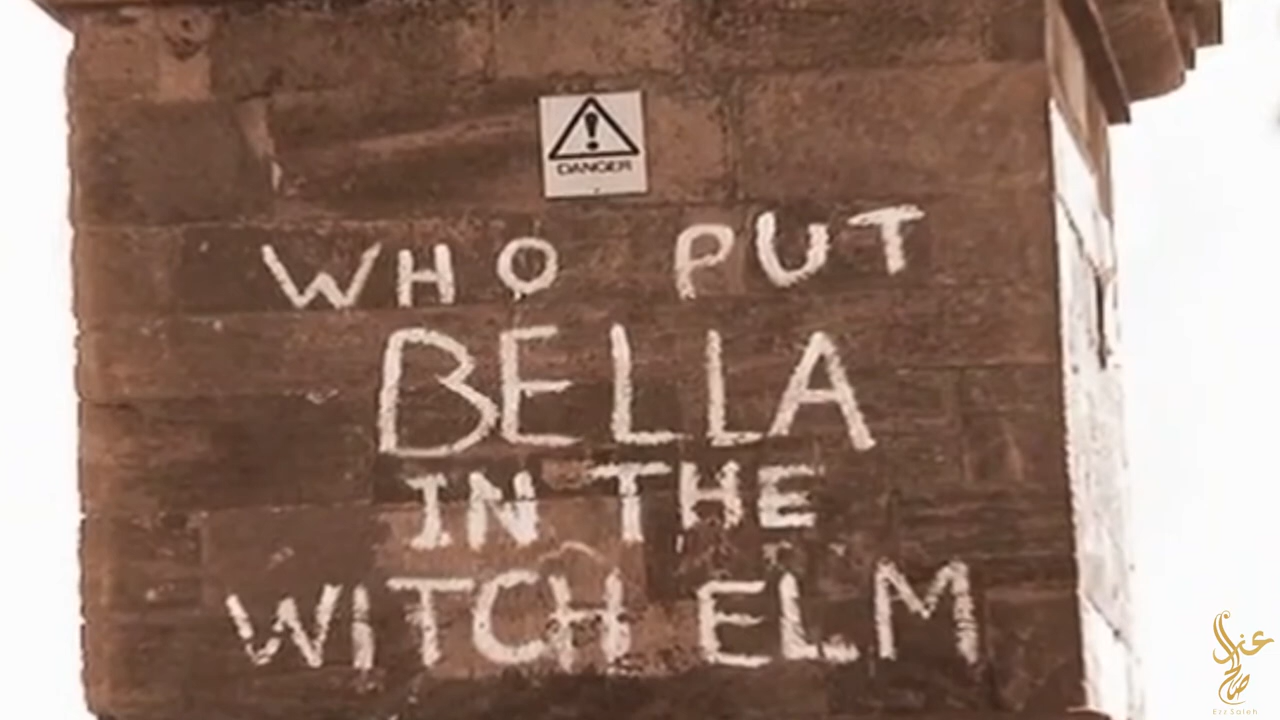 DANGER
WHO PUT
BELLA
IN THE
WITCH ELM
Ezz Saleh